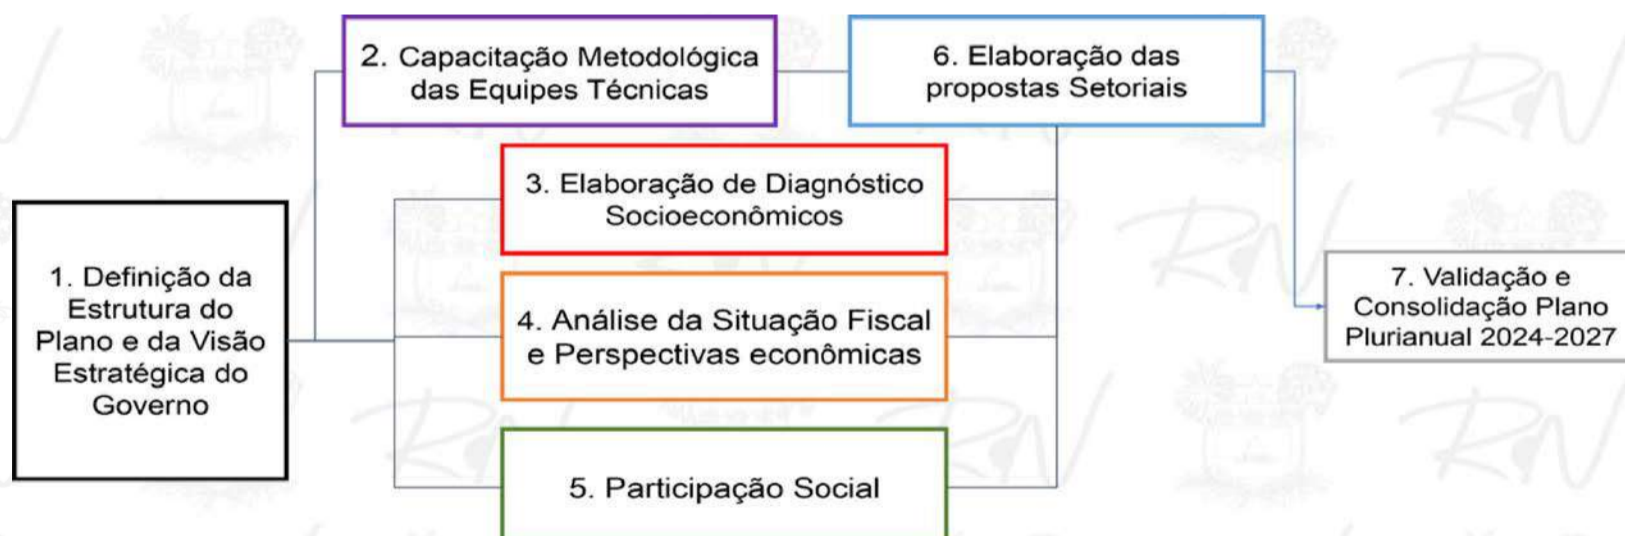 1. Definição da
Estrutura do
Plano e da Visão
Estratégica do
Governo
2. Capacitação Metodológica
das Equipes Técnicas
3. Elaboração de Diagnóstico
Socioeconômicos
4. Análise da Situação Fiscal
e Perspectivas econômicas
5. Participação Social
6. Elaboração das
propostas Setoriais
7. Validação e
Consolidação Plano
Plurianual 2024-2027